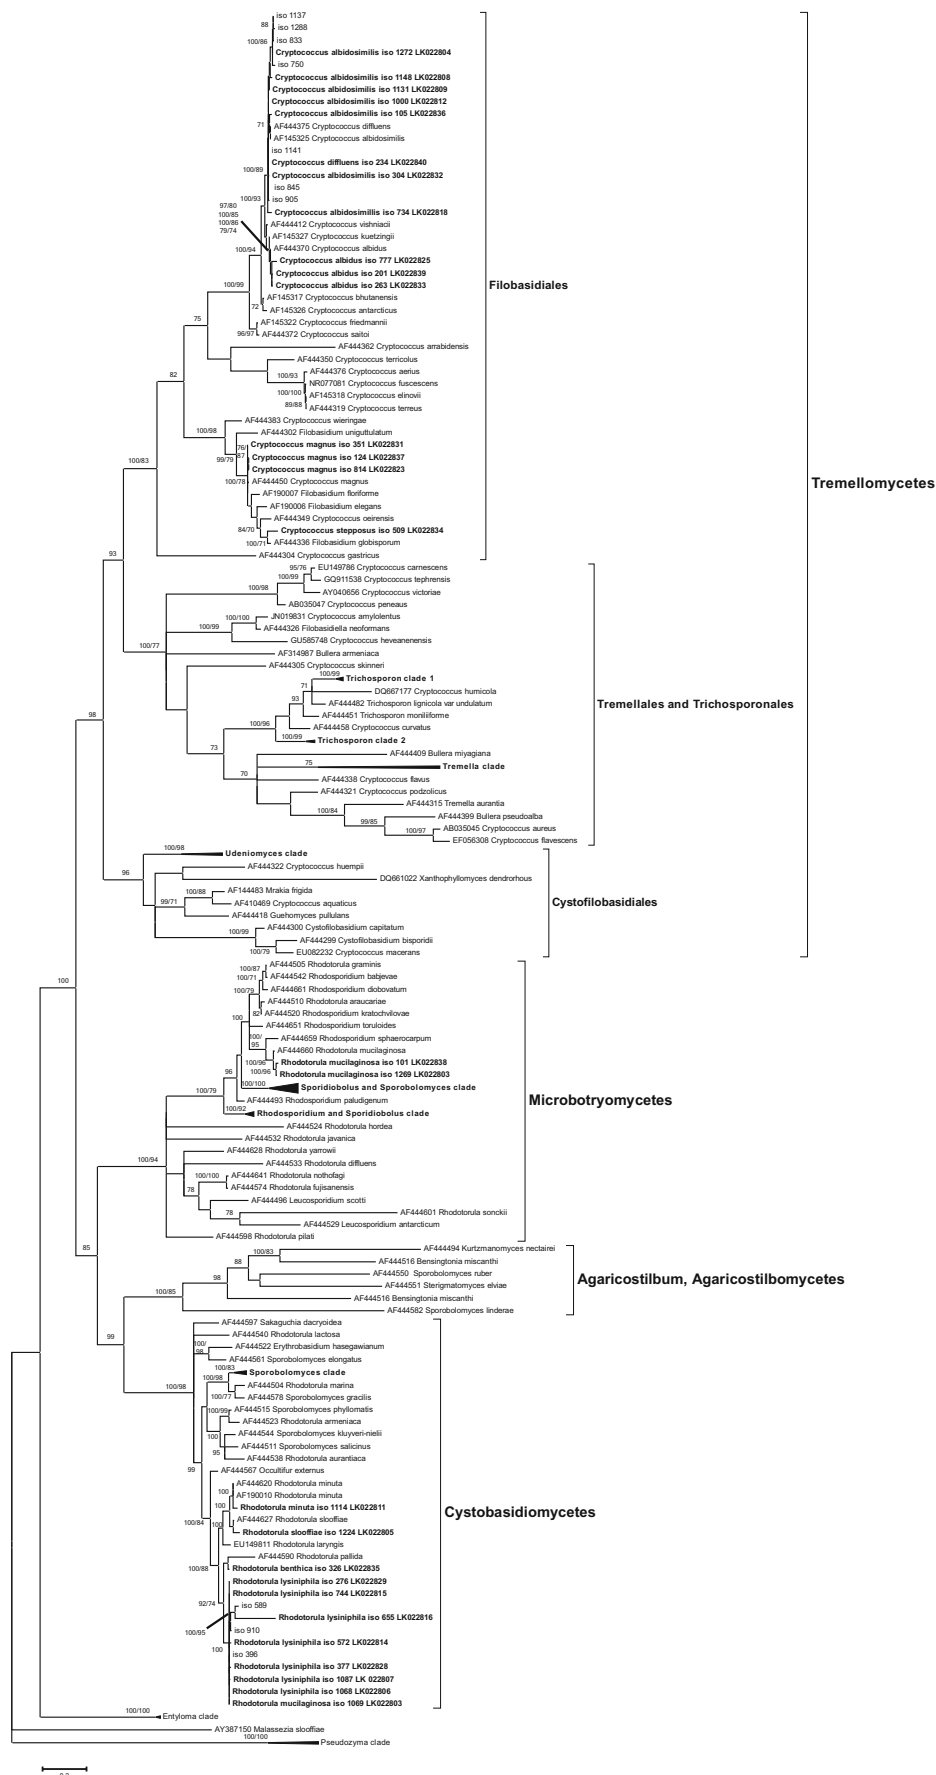 iso 1137
88
iso 1288
iso 833
100/86
Cryptococcus albidosimilis iso 1272 LK022804
iso 750
Cryptococcus albidosimilis iso 1148 LK022808
Cryptococcus albidosimilis iso 1131 LK022809
Cryptococcus albidosimilis iso 1000 LK022812
Cryptococcus albidosimilis iso 105 LK022836
71
AF444375 Cryptococcus diffluens
AF145325 Cryptococcus albidosimilis
iso 1141
Cryptococcus diffluens iso 234 LK022840
100/89
Cryptococcus albidosimilis iso 304 LK022832
iso 845
100/93
iso 905
97/80
100/85
100/86
79/74
Cryptococcus albidosimillis iso 734 LK022818
AF444412 Cryptococcus vishniacii
AF145327 Cryptococcus kuetzingii
100/94
AF444370 Cryptococcus albidus
Cryptococcus albidus iso 777 LK022825
Cryptococcus albidus iso 201 LK022839
100/99
Cryptococcus albidus iso 263 LK022833
Filobasidiales
AF145317 Cryptococcus bhutanensis
72
AF145326 Cryptococcus antarcticus
75
AF145322 Cryptococcus friedmannii
96/97
AF444372 Cryptococcus saitoi
AF444362 Cryptococcus arrabidensis
AF444350 Cryptococcus terricolus
82
100/93
AF444376 Cryptococcus aerius
NR077081 Cryptococcus fuscescens
100/100
AF145318 Cryptococcus elinovii
89/88
AF444319 Cryptococcus terreus
AF444383 Cryptococcus wieringae
100/98
AF444302 Filobasidium uniguttulatum
76/
87
Cryptococcus magnus iso 351 LK022831
99/79
Cryptococcus magnus iso 124 LK022837
100/83
Cryptococcus magnus iso 814 LK022823
100/78
AF444450 Cryptococcus magnus
Tremellomycetes
AF190007 Filobasidium floriforme
AF190006 Filobasidium elegans
AF444349 Cryptococcus oeirensis
84/70
Cryptococcus stepposus iso 509 LK022834
100/71
AF444336 Filobasidium globisporum
93
AF444304 Cryptococcus gastricus
95/76
EU149786 Cryptococcus carnescens
100/99
GQ911538 Cryptococcus tephrensis
100/98
AY040656 Cryptococcus victoriae
AB035047 Cryptococcus peneaus
100/100
JN019831 Cryptococcus amylolentus
100/99
AF444326 Filobasidiella neoformans
GU585748 Cryptococcus heveanenensis
100/77
AF314987 Bullera armeniaca
AF444305 Cryptococcus skinneri
100/99
Trichosporon clade 1
71
DQ667177 Cryptococcus humicola
93
AF444482 Trichosporon lignicola var undulatum
Tremellales and Trichosporonales
98
AF444451 Trichosporon moniliiforme
100/96
AF444458 Cryptococcus curvatus
100/99
Trichosporon clade 2
73
AF444409 Bullera miyagiana
75
Tremella clade
70
AF444338 Cryptococcus flavus
AF444321 Cryptococcus podzolicus
100/84
AF444315 Tremella aurantia
99/85
AF444399 Bullera pseudoalba
100/97
AB035045 Cryptococcus aureus
EF056308 Cryptococcus flavescens
100/98
Udeniomyces clade
96
AF444322 Cryptococcus huempii
DQ661022 Xanthophyllomyces dendrorhous
100/88
AF144483 Mrakia frigida
99/71
AF410469 Cryptococcus aquaticus
Cystofilobasidiales
AF444418 Guehomyces pullulans
100/99
AF444300 Cystofilobasidium capitatum
AF444299 Cystofilobasidium bisporidii
100/79
EU082232 Cryptococcus macerans
AF444505 Rhodotorula graminis
100/87
100/71
AF444542 Rhodosporidium babjevae
100
100/79
AF444661 Rhodosporidium diobovatum
AF444510 Rhodotorula araucariae
82
AF444520 Rhodosporidium kratochvilovae
100
AF444651 Rhodosporidium toruloides
100/
95
AF444659 Rhodosporidium sphaerocarpum
AF444660 Rhodotorula mucilaginosa
100/96
Rhodotorula mucilaginosa iso 101 LK022838
96
100/96
Rhodotorula mucilaginosa iso 1269 LK022803
100/100
Sporidiobolus and Sporobolomyces clade
100/79
AF444493 Rhodosporidium paludigenum
Microbotryomycetes
100/92
Rhodosporidium and Sporidiobolus clade
AF444524 Rhodotorula hordea
AF444532 Rhodotorula javanica
AF444628 Rhodotorula yarrowii
100/94
AF444533 Rhodotorula diffluens
100/100
AF444641 Rhodotorula nothofagi
78
AF444574 Rhodotorula fujisanensis
AF444496 Leucosporidium scotti
78
AF444601 Rhodotorula sonckii
AF444529 Leucosporidium antarcticum
AF444598 Rhodotorula pilati
85
100/83
AF444494 Kurtzmanomyces nectairei
88
AF444516 Bensingtonia miscanthi
98
AF444550 Sporobolomyces ruber
Agaricostilbum, Agaricostilbomycetes
AF444551 Sterigmatomyces elviae
100/85
AF444516 Bensingtonia miscanthi
AF444582 Sporobolomyces linderae
AF444597 Sakaguchia dacryoidea
99
AF444540 Rhodotorula lactosa
100/
98
AF444522 Erythrobasidium hasegawianum
AF444561 Sporobolomyces elongatus
100/83
Sporobolomyces clade
100/98
100/98
AF444504 Rhodotorula marina
100/77
AF444578 Sporobolomyces gracilis
100/99
AF444515 Sporobolomyces phyllomatis
AF444523 Rhodotorula armeniaca
100
AF444544 Sporobolomyces kluyveri-nielii
95
AF444511 Sporobolomyces salicinus
AF444538 Rhodotorula aurantiaca
99
AF444567 Occultifur externus
AF444620 Rhodotorula minuta
100
AF190010 Rhodotorula minuta
100
Rhodotorula minuta iso 1114 LK022811
Cystobasidiomycetes
100/84
100
AF444627 Rhodotorula slooffiae
Rhodotorula slooffiae iso 1224 LK022805
EU149811 Rhodotorula laryngis
AF444590 Rhodotorula pallida
100/88
Rhodotorula benthica iso 326 LK022835
Rhodotorula lysiniphila iso 276 LK022829
Rhodotorula lysiniphila iso 744 LK022815
92/74
iso 589
Rhodotorula lysiniphila iso 655 LK022816
100/95
iso 910
100
Rhodotorula lysiniphila iso 572 LK022814
iso 396
Rhodotorula lysiniphila iso 377 LK022828
Rhodotorula lysiniphila iso 1087 LK 022807
Rhodotorula lysiniphila iso 1068 LK022806
Rhodotorula mucilaginosa iso 1069 LK022803
100/100
Entyloma clade
AY387150 Malassezia slooffiae
100/100
Pseudozyma clade